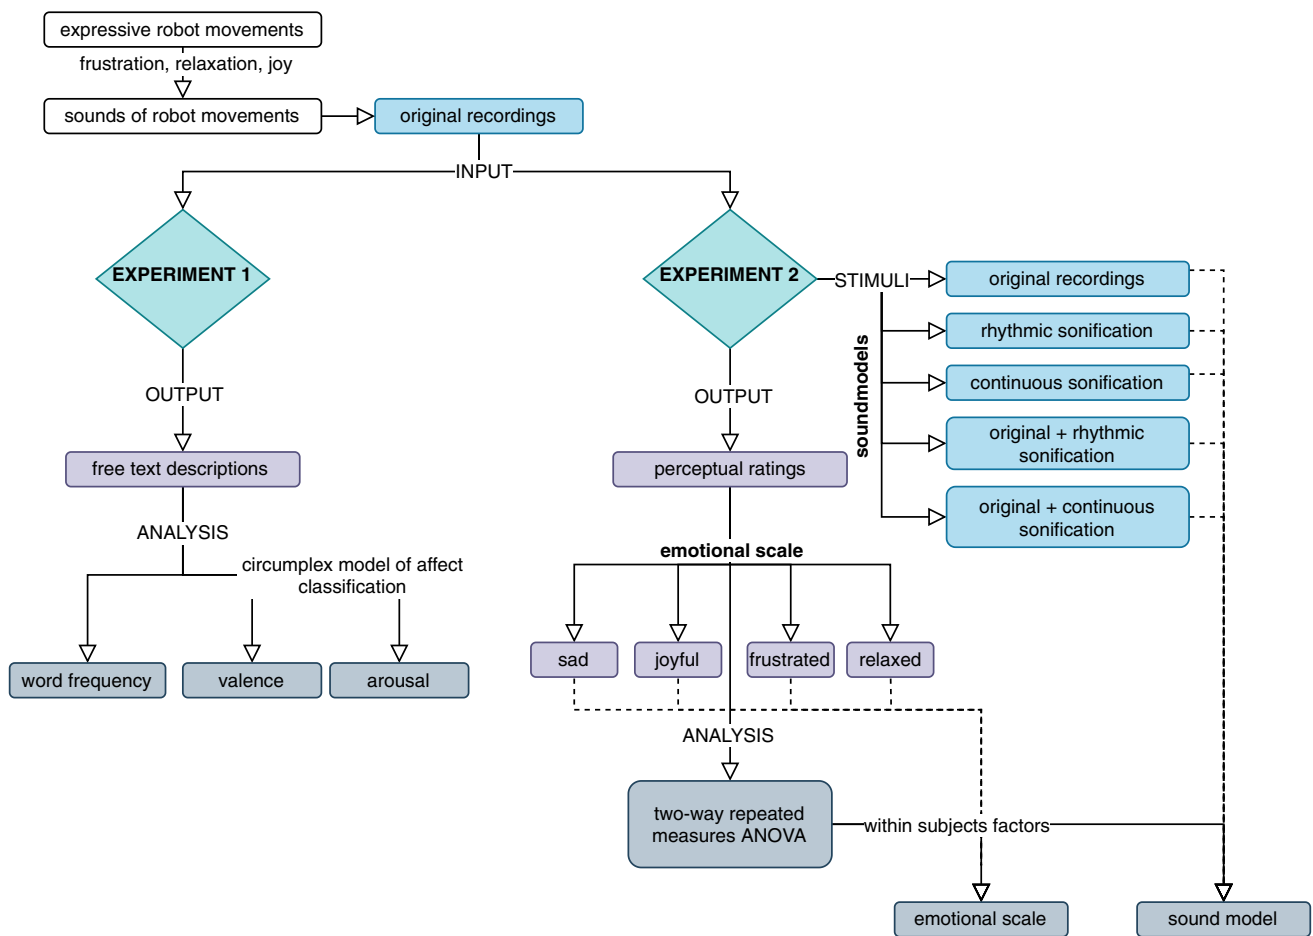 expressive robot movements
frustration, relaxation, joy
sounds of robot movements
original recordings
INPUT
EXPERIMENT 1
EXPERIMENT 2
STIMULI
original recordings
rhythmic sonification
continuous sonification
original + rhythmic
sonification
original + continuous
sonification
soundmodels
OUTPUT
OUTPUT
free text descriptions
perceptual ratings
ANALYSIS
circumplex model of affect
classification
word frequency
valence
arousal
emotional scale
sad
joyful
frustrated
relaxed
ANALYSIS
two-way repeated
measures ANOVA
within subjects factors
emotional scale
sound model